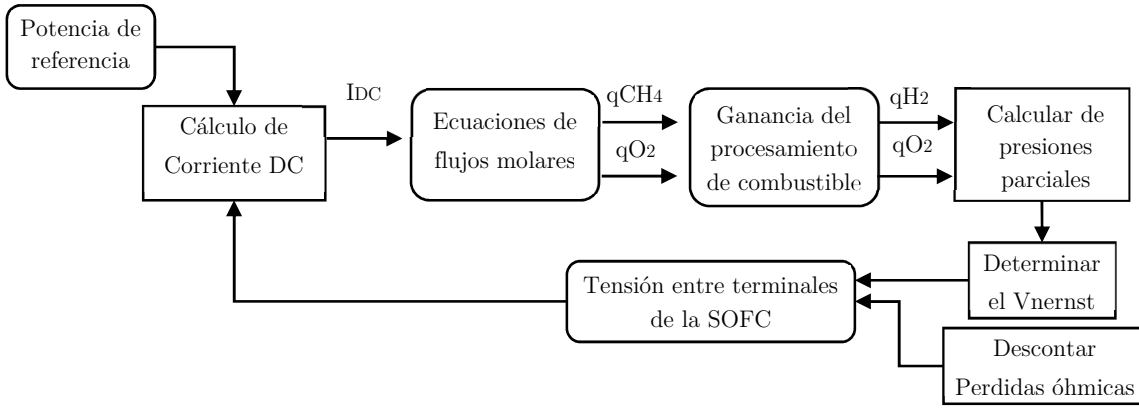 Potencia de
referencia
Cálculo de
Corriente DC
IDC
Ecuaciones de
flujos molares
qCH4
qO2
Ganancia del
procesamiento
de combustible
qH2
qO2
Calcular de
presiones
parciales
Determinar
el Vnernst
Tensión entre terminales
de la SOFC
Descontar
Perdidas óhmicas